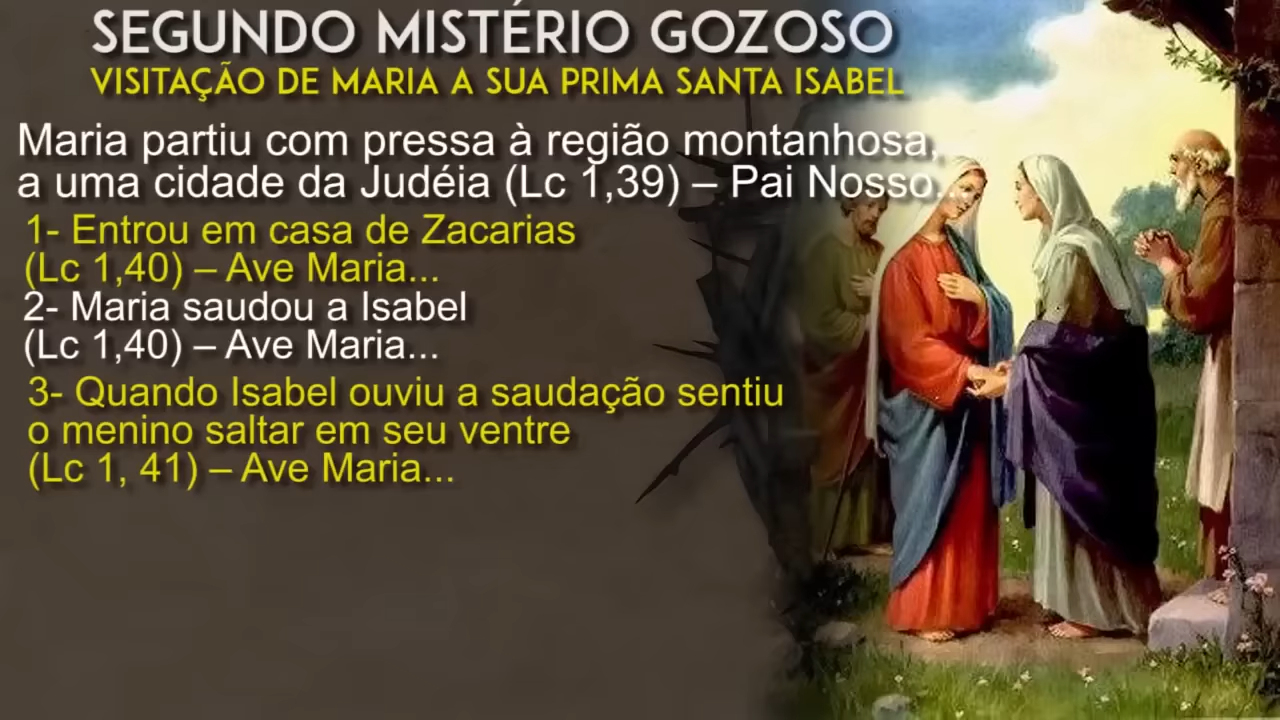 SEGUNDO MISTÉRIO GOZOSO
VISITAÇÃO DE MARIA A SUA PRIMA SANTA ISABEL
Maria partiu com pressa à região montanhosa,
a uma cidade da Judéia (Lc 1,39) – Pai Nosso...
1- Entrou em casa de Zacarias
(Lc 1,40) – Ave Maria...
2- Maria saudou a Isabel
(Lc 1,40) – Ave Maria...
3- Quando Isabel ouviu a saudação sentiu
o menino saltar em seu ventre
(Lc 1, 41) – Ave Maria...